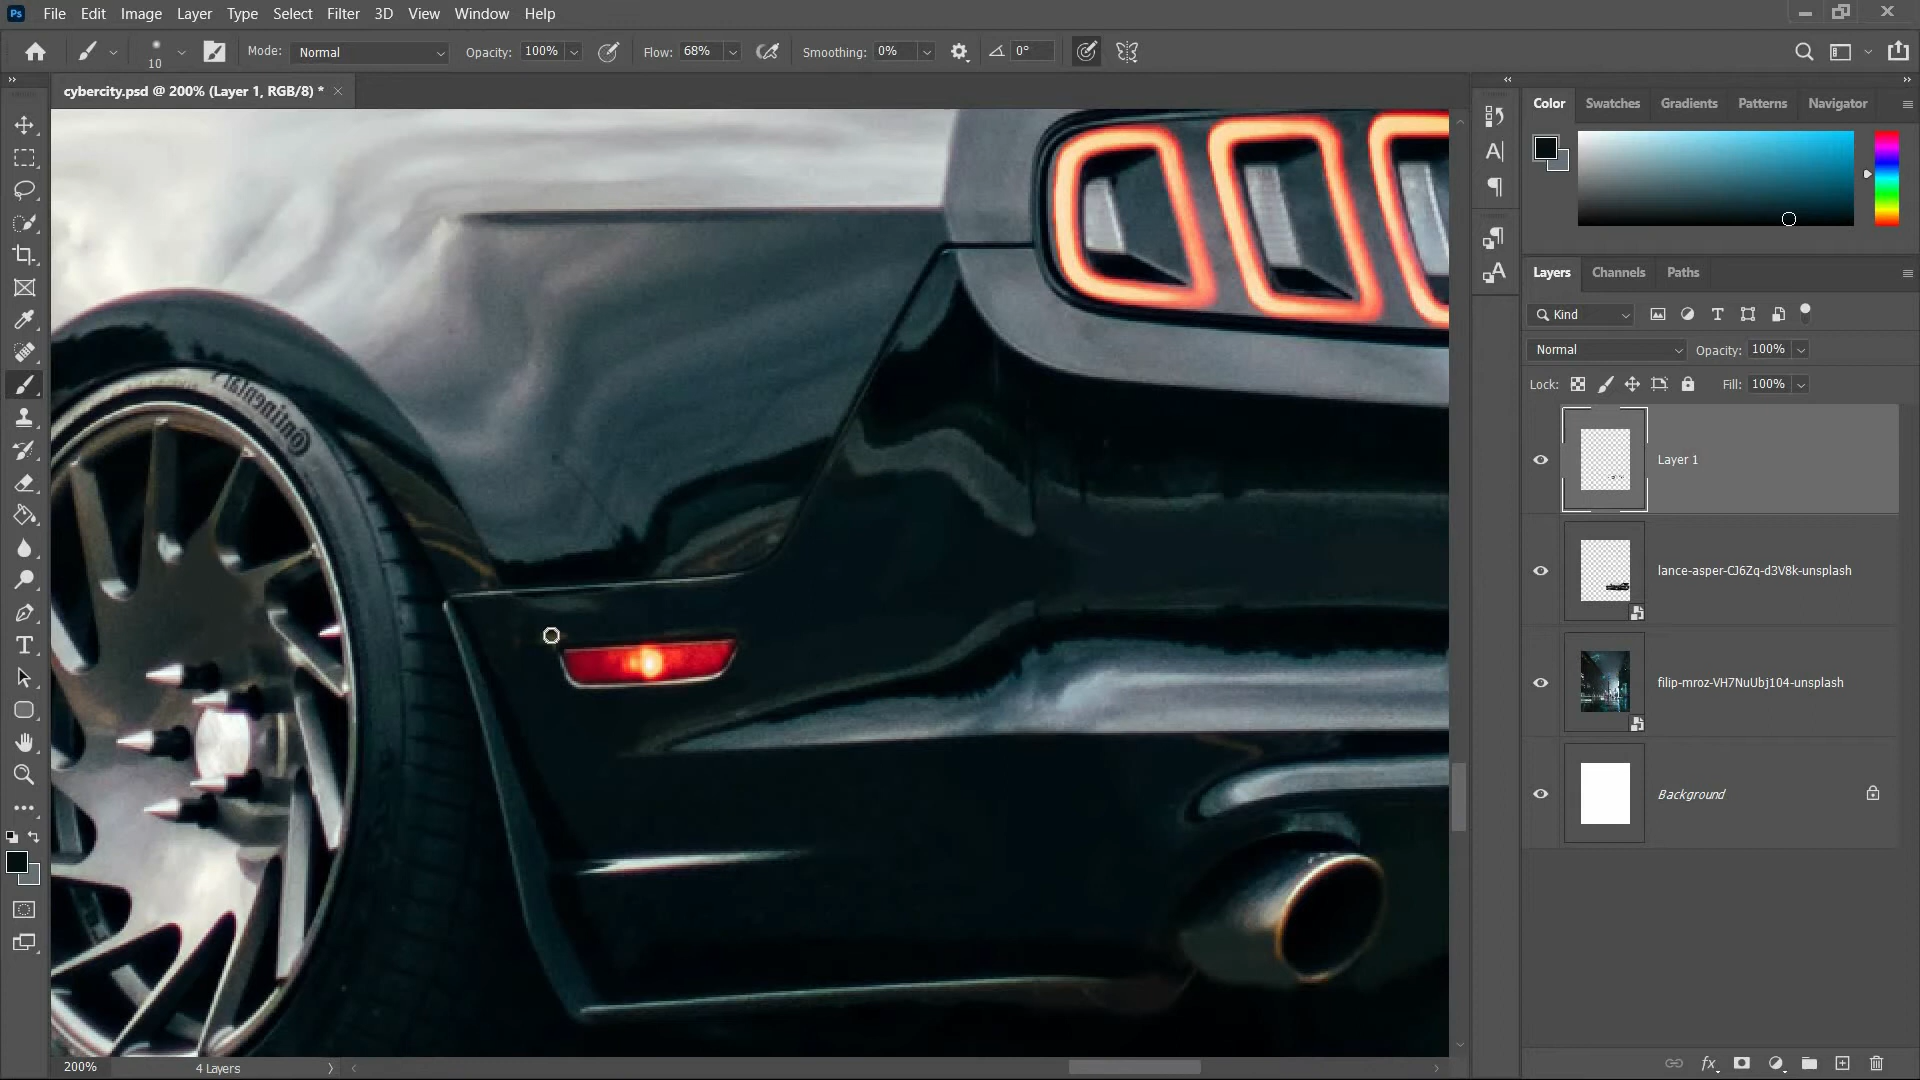 Ps File Edit Image Layer Type Select Filter 3D View Window Help
10 Mode: Normal Opacity: 100% Flow: 68% Smoothing: 0% 0°
cybercity.psd @ 200% (Layer 1, RGB/8) *
Color Swatches Gradients Patterns Navigator
Layers Channels Paths
Kind
Normal Opacity: 100%
Lock: Fill: 100%
Continental
Layer 1
lance-asper-CJ6Zq-d3V8k-unsplash
filip-mroz-VH7NuUbj104-unsplash
Background
200% 4 Layers
fx